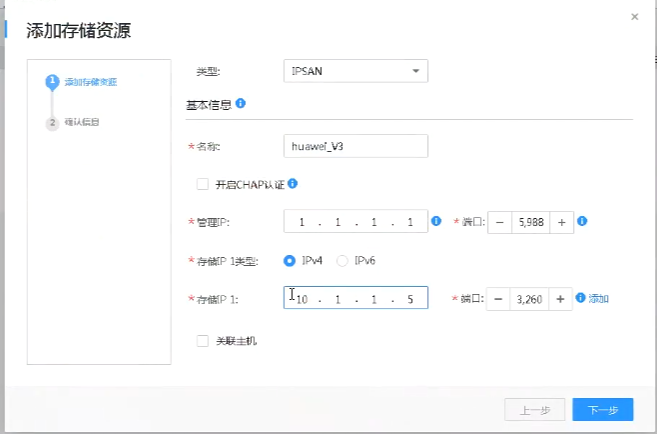 添加存储资源
1 添加存储资源
2 确认信息
类型: IPSAN
基本信息
*名称: huawei_V3
开启CHAP认证
*管理IP: 1 . 1 . 1 . 1 *端口: − 5,988 +
*存储IP 1类型: IPv4 IPv6
*存储IP 1: 10 . 1 . 1 . 5 *端口: − 3,260 + 添加
关联主机
上一步 下一步